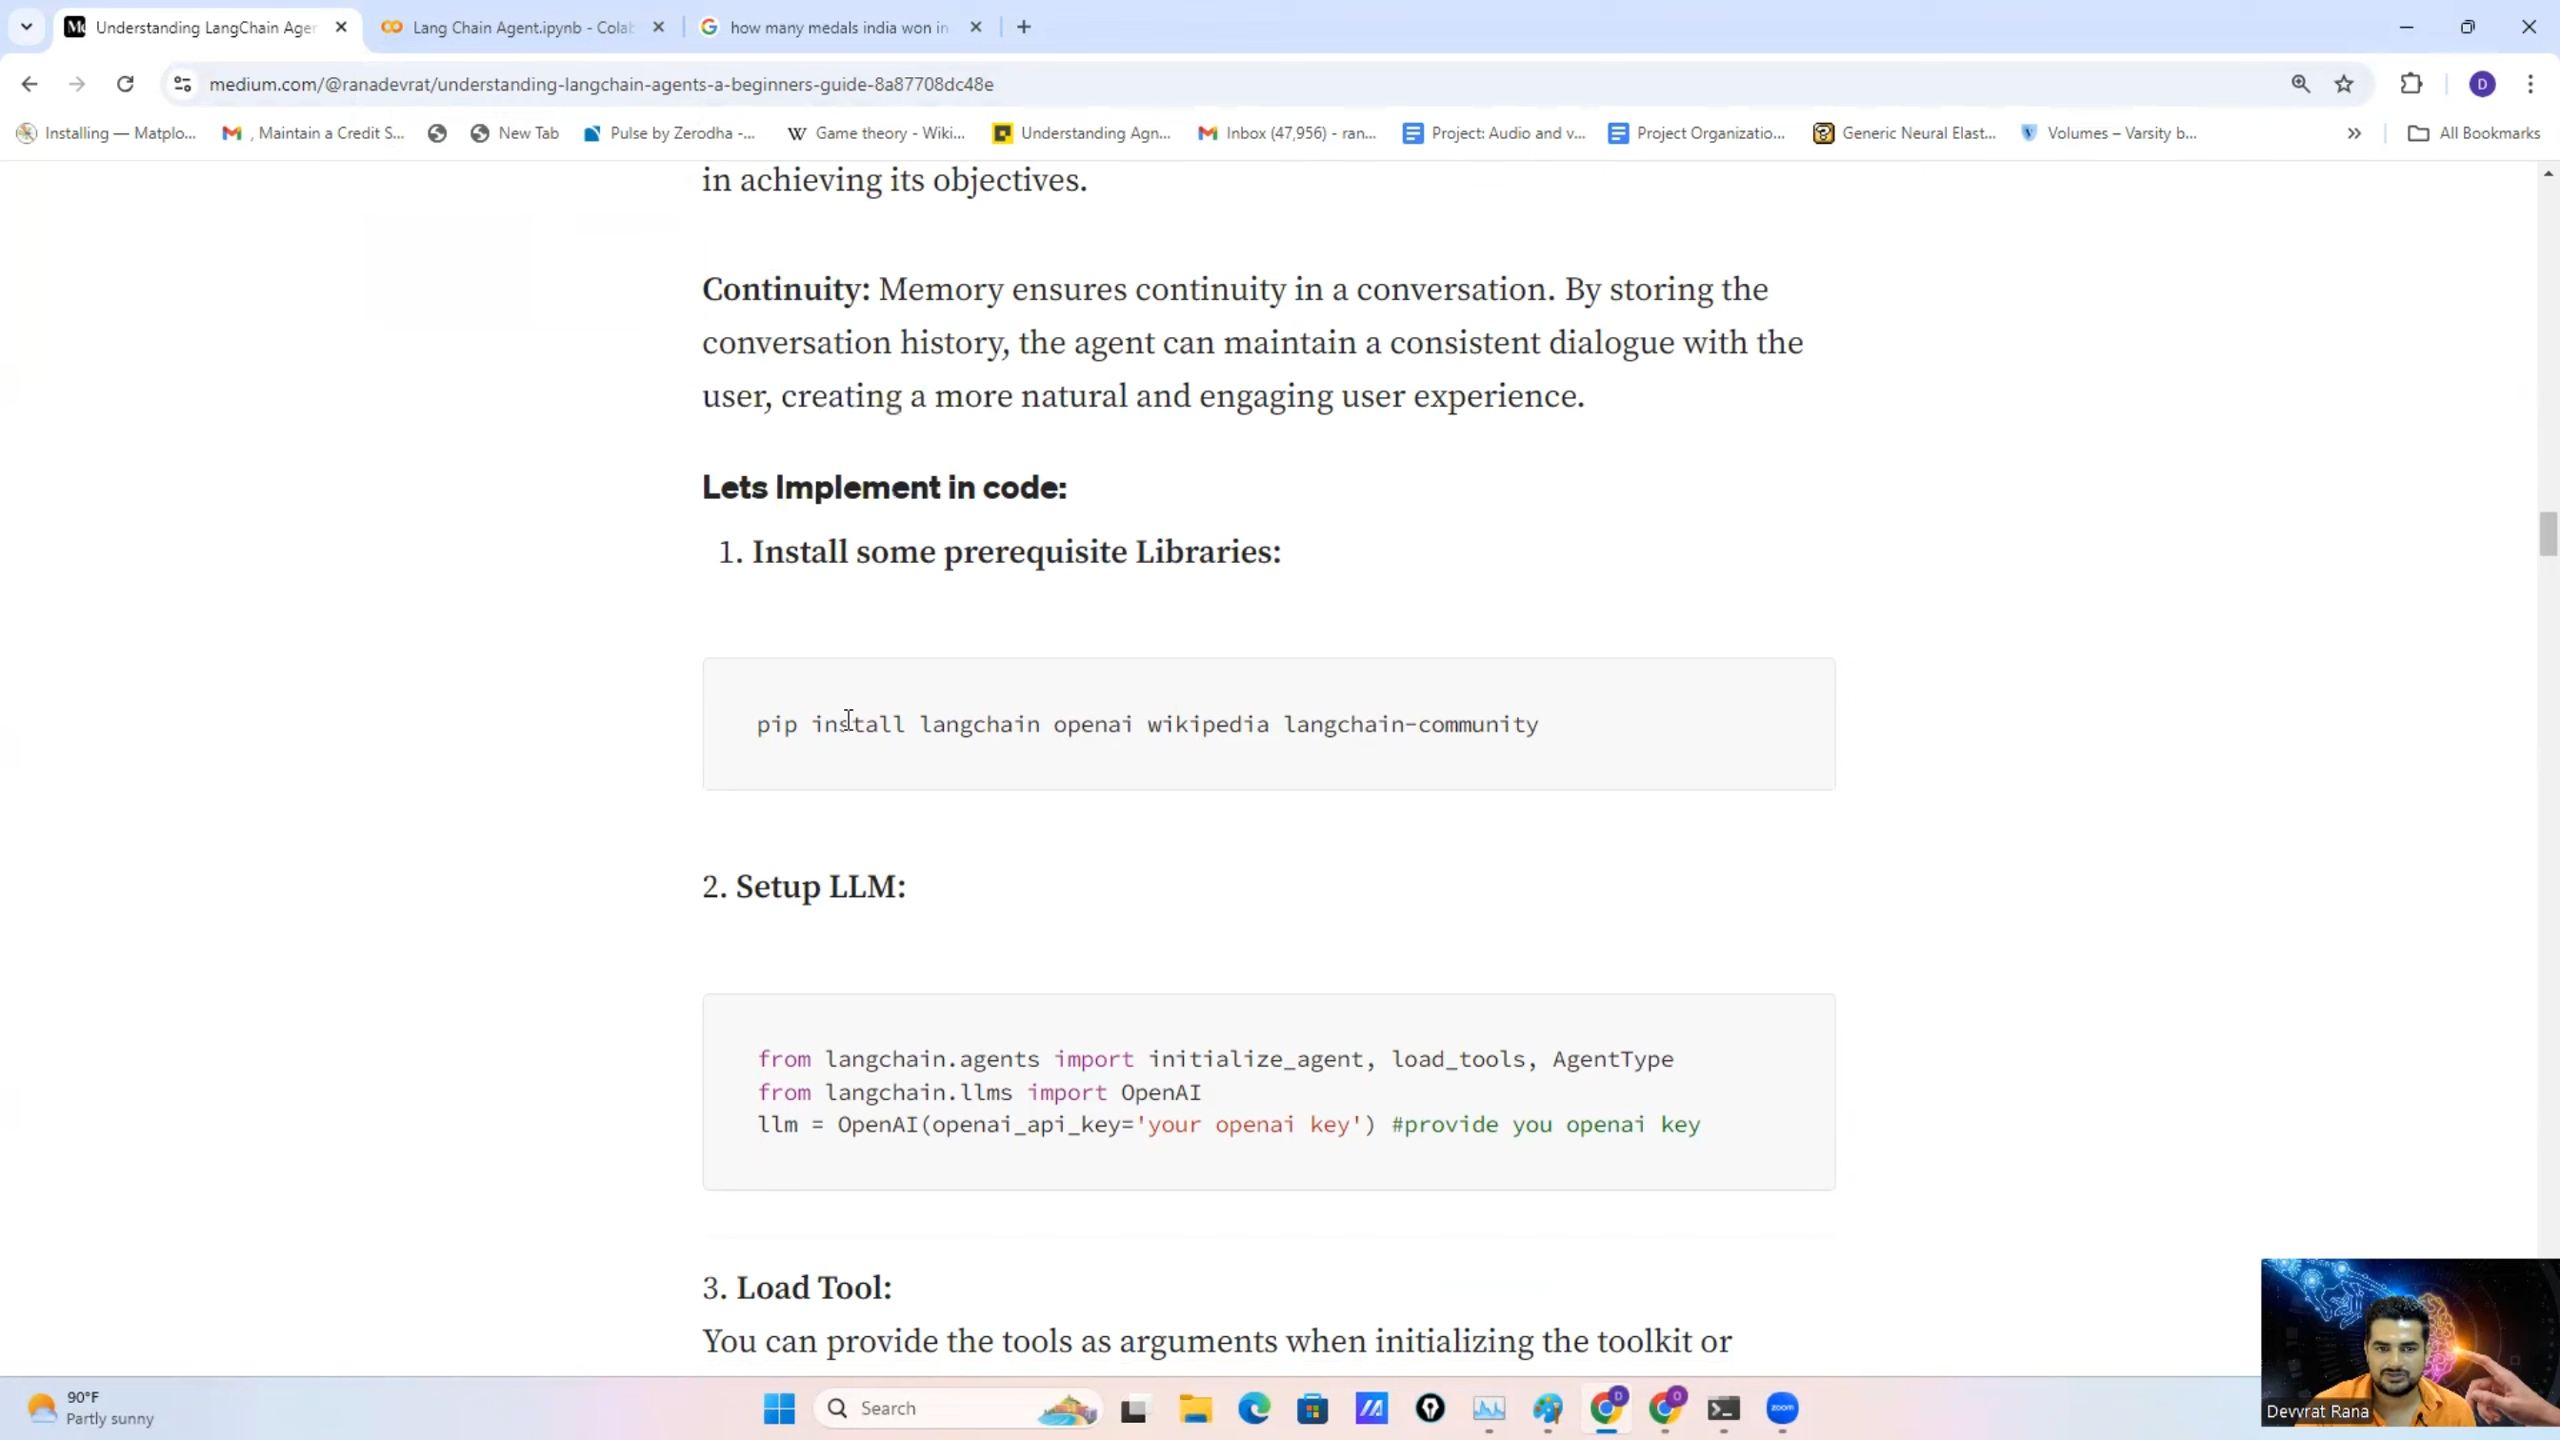 Understanding LangChain Agen
Lang Chain Agent.ipynb - Colab
how many medals india won in
medium.com/@ranadevrat/understanding-langchain-agents-a-beginners-guide-8a87708dc48e
D
Installing — Matplo...
, Maintain a Credit S...
New Tab
Pulse by Zerodha -...
W Game theory - Wiki...
Understanding Agn...
Inbox (47,956) - ran...
Project: Audio and v...
Project Organizatio...
Generic Neural Elast...
Volumes – Varsity b...
All Bookmarks
in achieving its objectives.
Continuity: Memory ensures continuity in a conversation. By storing the
conversation history, the agent can maintain a consistent dialogue with the
user, creating a more natural and engaging user experience.
Lets Implement in code:
1. Install some prerequisite Libraries:
pip install langchain openai wikipedia langchain-community
2. Setup LLM:
from langchain.agents import initialize_agent, load_tools, AgentType
from langchain.llms import OpenAI
llm = OpenAI(openai_api_key='your openai key') #provide you openai key
3. Load Tool:
You can provide the tools as arguments when initializing the toolkit or
Devvrat Rana
90°F
Partly sunny
Search
zoom